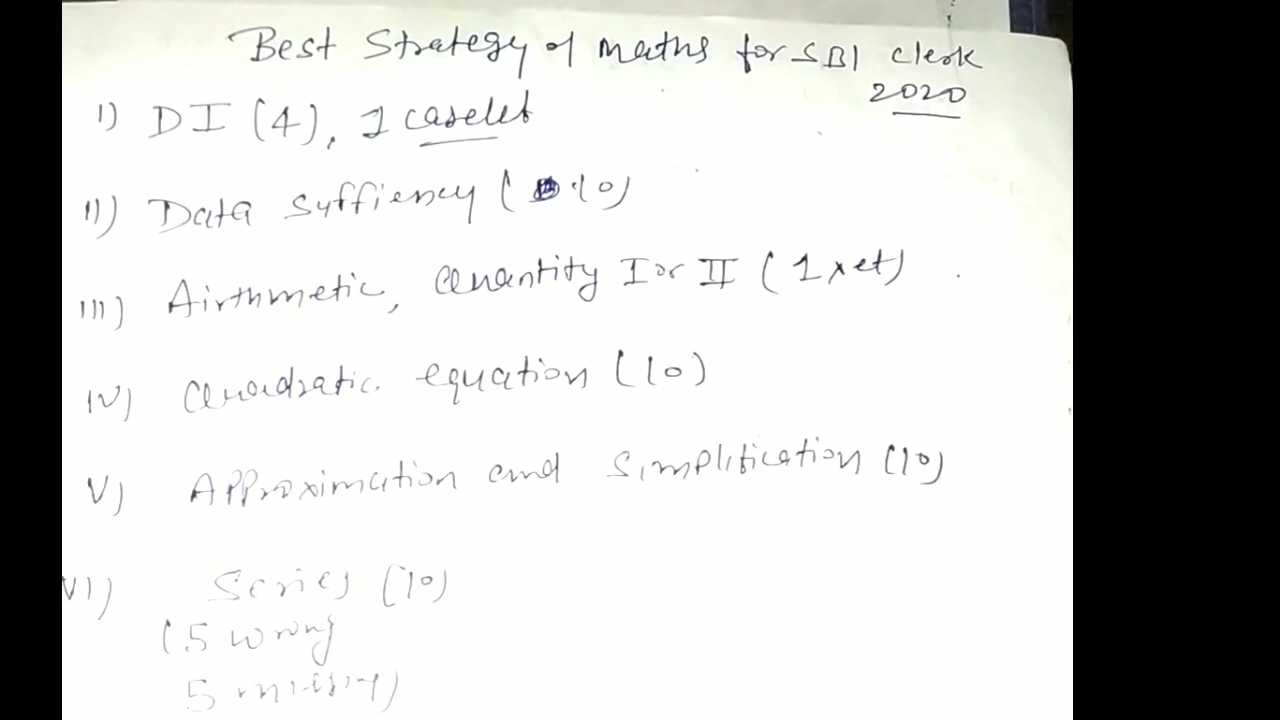 Best Strategy of maths for SBI Clerk
2020
I) DI (4), 1 caselet
II) Data suffiency (10)
III) Airthmetic, Quantity I or II (1 set)
IV) Quadratic equation (10)
V) Approximation and Simplification (10)
VI) Series (10)
(5 wrong
5 missing)